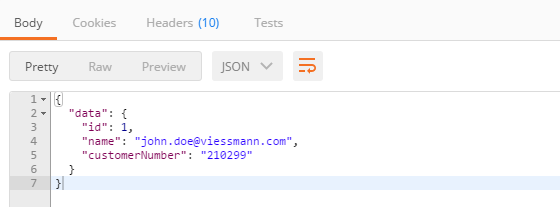 Body Cookies Headers (10) Tests
Pretty Raw Preview JSON
1 {
2 "data": {
3 "id": 1,
4 "name": "john.doe@viessmann.com",
5 "customerNumber": "210299"
6 }
7 }